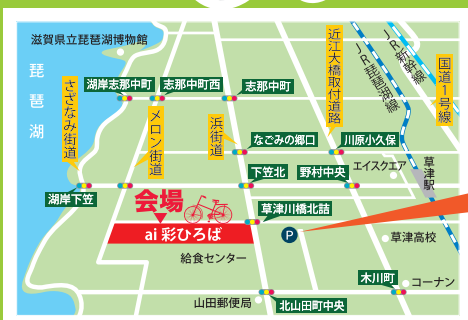 滋賀県立琵琶湖博物館
琵琶湖
さざなみ街道
湖岸志那中町
志那中町西
志那町
メロン街道
浜街道
近江大橋取付道路
JR琵琶湖線
JR新幹線
国道1号線
なごみの郷口
川原小久保
下笠北
野村中央
エイスクエア
草津駅
湖岸下笠
会場
ai 彩ひろば
草津川橋北詰
P
給食センター
草津高校
木川町
コーナン
山田郵便局
北山田町中央